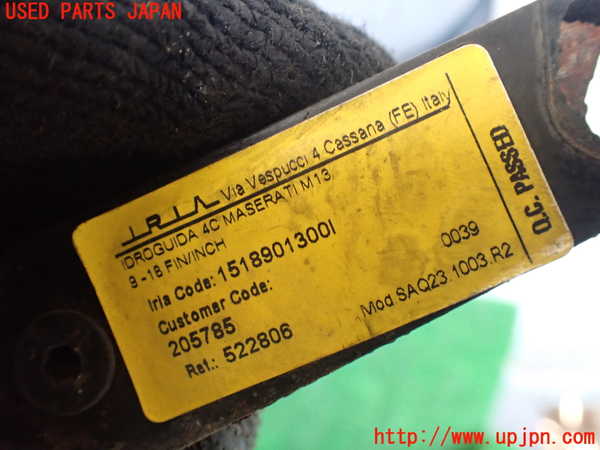 USED PARTS JAPAN
IRIA Via Vespucci 4 Cassana (FE) Italy
IDROGUIDA 4C MASERATI M13
9-18 FIN/INCH
Iria Code: 1518901300I
Customer Code:
205785
0039
Ref.: 522806
Mod.SAQ23.1003.R2
Q.C. PASSED
http://www.upjpn.com/